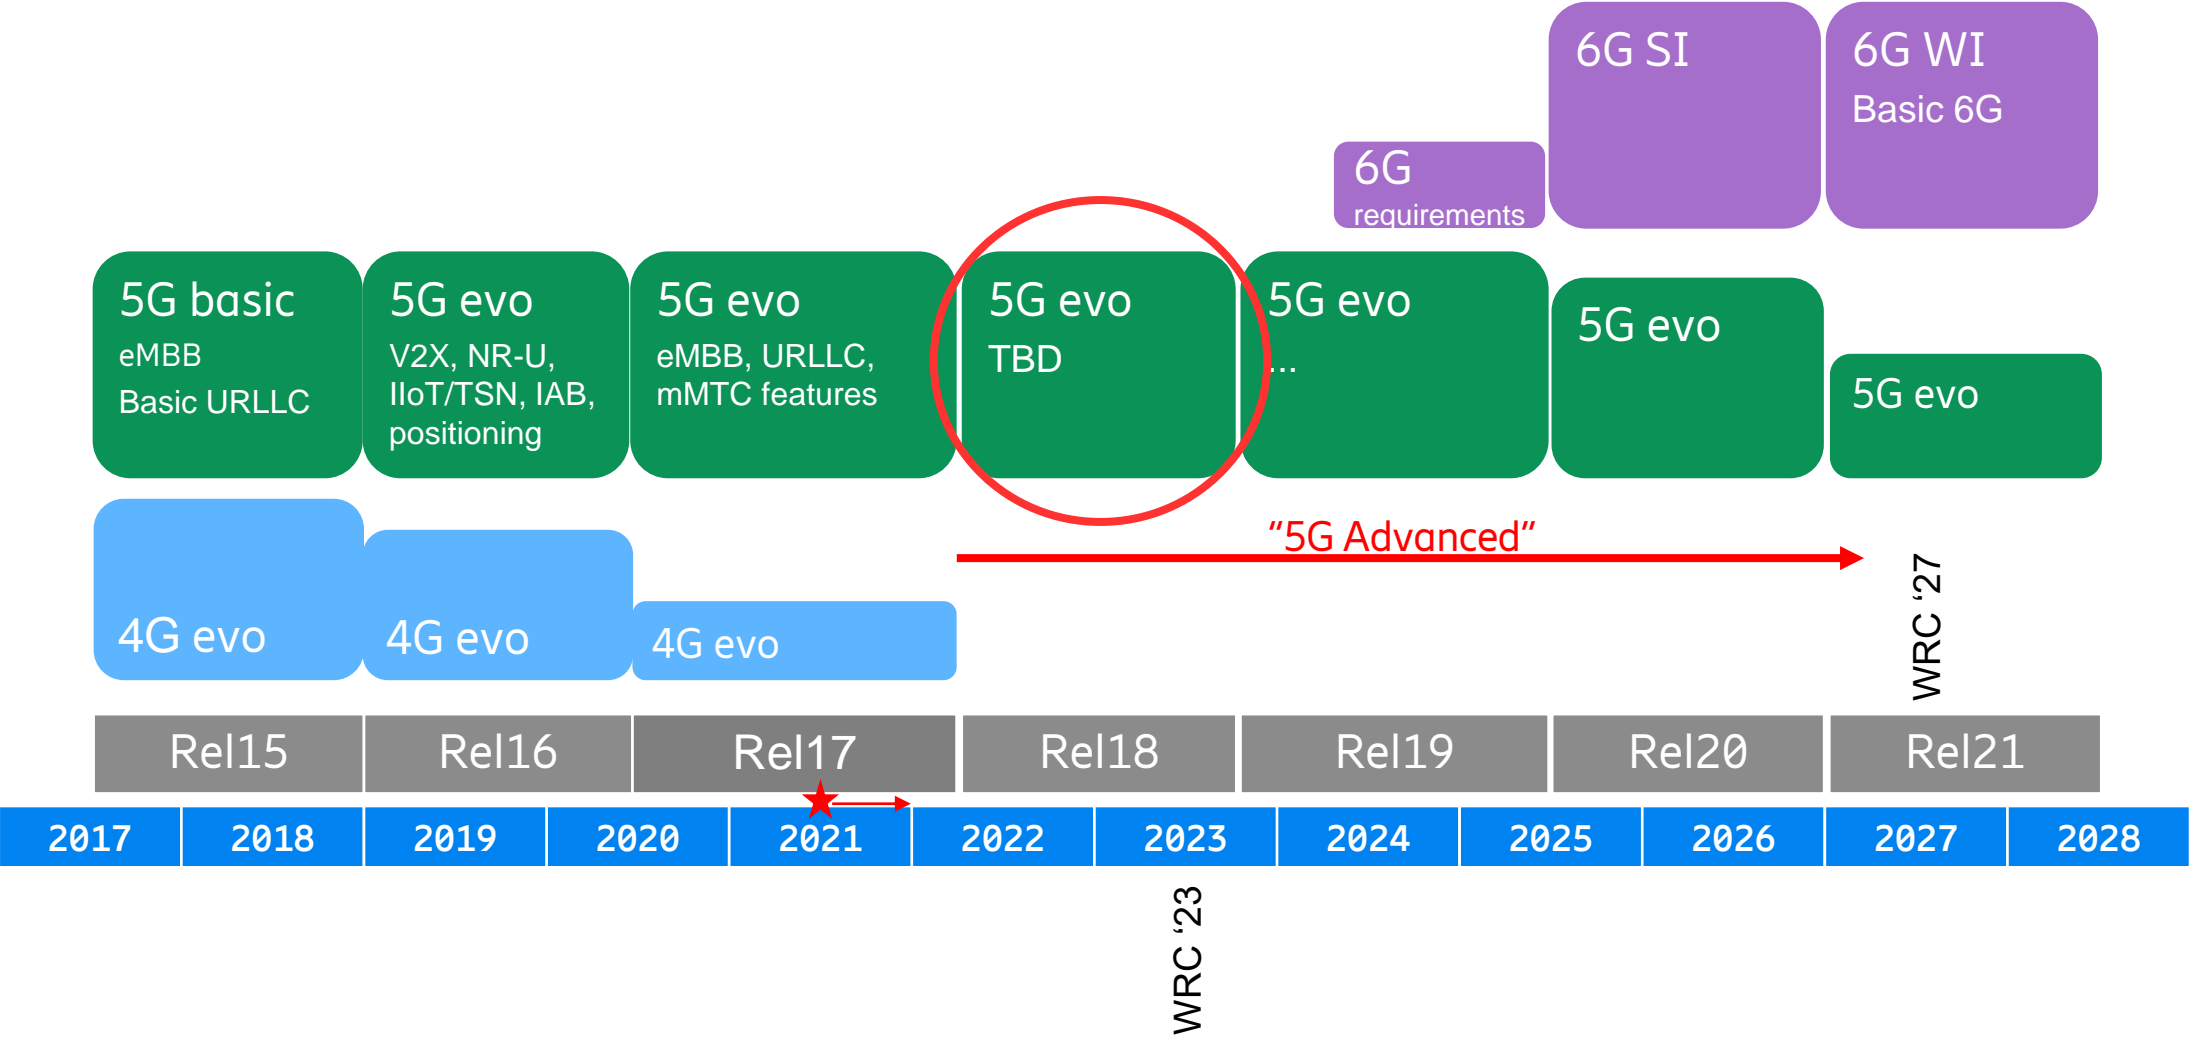 6G SI
6G WI
Basic 6G
6G
requirements
5G basic
eMBB
Basic URLLC
5G evo
V2X, NR-U,
IIoT/TSN, IAB,
positioning
5G evo
eMBB, URLLC,
mMTC features
5G evo
TBD
5G evo
...
5G evo
5G evo
"5G Advanced"
4G evo
4G evo
4G evo
WRC ‘27
Rel15
Rel16
Rel17
Rel18
Rel19
Rel20
Rel21
2017
2018
2019
2020
2021
2022
2023
2024
2025
2026
2027
2028
WRC ‘23